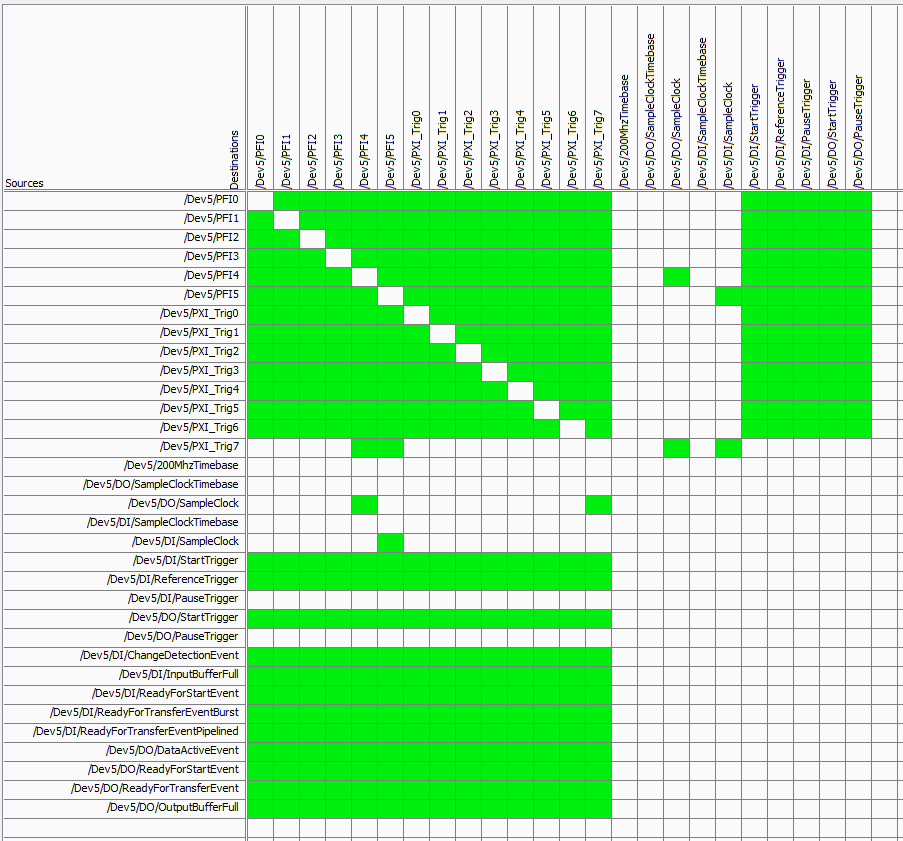 Sources
Destinations
/Dev5/PFI0
/Dev5/PFI1
/Dev5/PFI2
/Dev5/PFI3
/Dev5/PFI4
/Dev5/PFI5
/Dev5/PXI_Trig0
/Dev5/PXI_Trig1
/Dev5/PXI_Trig2
/Dev5/PXI_Trig3
/Dev5/PXI_Trig4
/Dev5/PXI_Trig5
/Dev5/PXI_Trig6
/Dev5/PXI_Trig7
/Dev5/200MhzTimebase
/Dev5/DO/SampleClockTimebase
/Dev5/DO/SampleClock
/Dev5/DI/SampleClockTimebase
/Dev5/DI/SampleClock
/Dev5/DI/StartTrigger
/Dev5/DI/ReferenceTrigger
/Dev5/DI/PauseTrigger
/Dev5/DO/StartTrigger
/Dev5/DO/PauseTrigger
/Dev5/PFI0
/Dev5/PFI1
/Dev5/PFI2
/Dev5/PFI3
/Dev5/PFI4
/Dev5/PFI5
/Dev5/PXI_Trig0
/Dev5/PXI_Trig1
/Dev5/PXI_Trig2
/Dev5/PXI_Trig3
/Dev5/PXI_Trig4
/Dev5/PXI_Trig5
/Dev5/PXI_Trig6
/Dev5/PXI_Trig7
/Dev5/200MhzTimebase
/Dev5/DO/SampleClockTimebase
/Dev5/DO/SampleClock
/Dev5/DI/SampleClockTimebase
/Dev5/DI/SampleClock
/Dev5/DI/StartTrigger
/Dev5/DI/ReferenceTrigger
/Dev5/DI/PauseTrigger
/Dev5/DO/StartTrigger
/Dev5/DO/PauseTrigger
/Dev5/DI/ChangeDetectionEvent
/Dev5/DI/InputBufferFull
/Dev5/DI/ReadyForStartEvent
/Dev5/DI/ReadyForTransferEventBurst
/Dev5/DI/ReadyForTransferEventPipelined
/Dev5/DO/DataActiveEvent
/Dev5/DO/ReadyForStartEvent
/Dev5/DO/ReadyForTransferEvent
/Dev5/DO/OutputBufferFull